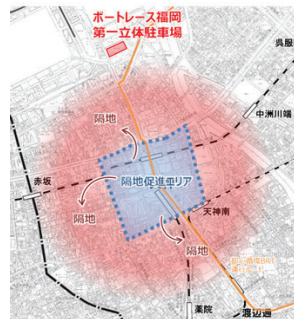 ボートレース福岡
第一立体駐車場
呉服
中洲川端
隔地
赤坂
隔地促進エリア
隔地
天神南
隔地
薬院
渡辺通